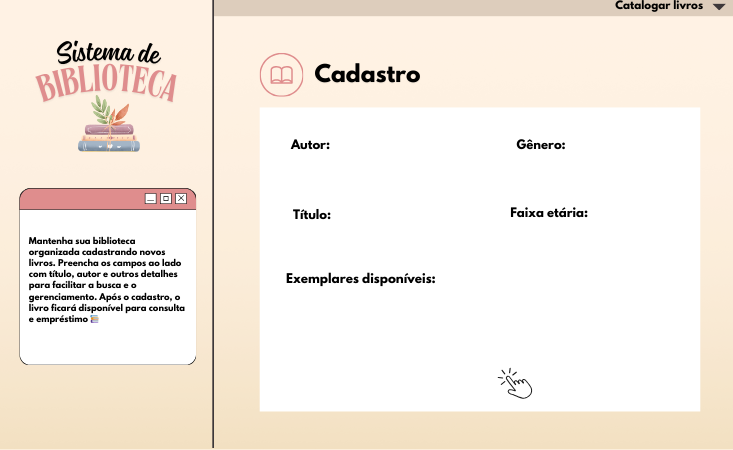 Catalogar livros
Sistema de
BIBLIOTECA
Cadastro
Autor:
Gênero:
Título:
Faixa etária:
Exemplares disponíveis:
Mantenha sua biblioteca
organizada cadastrando novos
livros. Preencha os campos ao lado
com título, autor e outros detalhes
para facilitar a busca e o
gerenciamento. Após o cadastro, o
livro ficará disponível para consulta
e empréstimo 📚